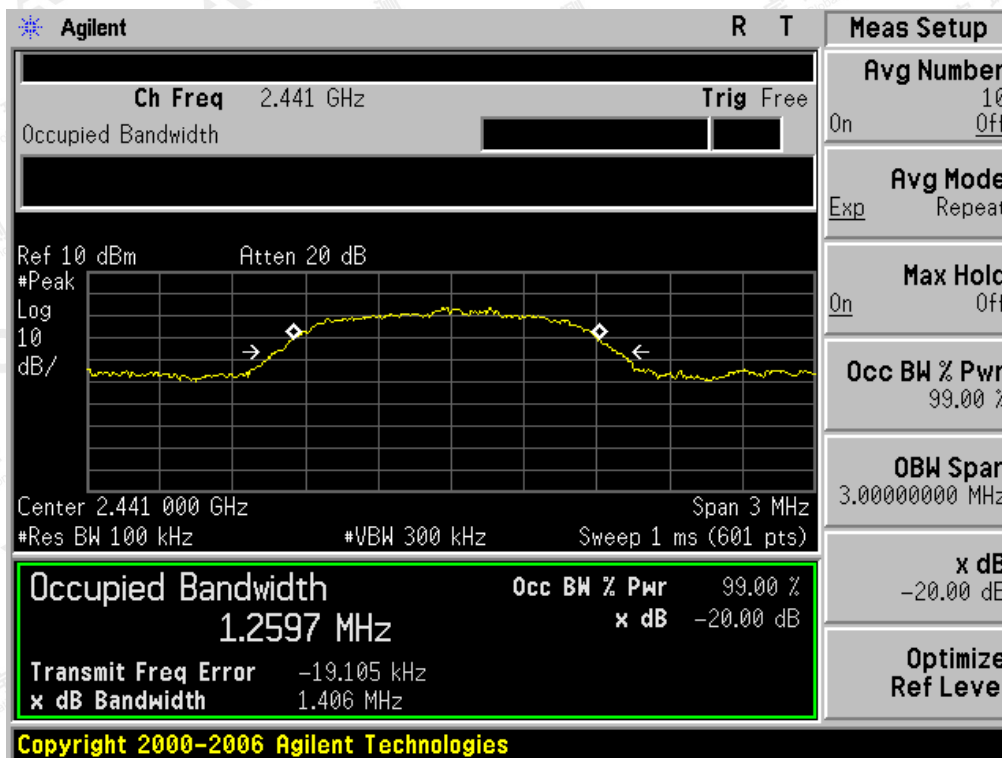 Agilent R T
Meas Setup
Ch Freq 2.441 GHz Trig Free
Occupied Bandwidth
Avg Number
10
On Off
Avg Mode
Exp Repeat
Max Hold
On Off
Occ BW % Pwr
99.00 %
OBW Span
3.00000000 MHz
x dB
-20.00 dB
Optimize
Ref Level
Ref 10 dBm Atten 20 dB
#Peak
Log
10
dB/
Center 2.441 000 GHz Span 3 MHz
#Res BW 100 kHz #VBW 300 kHz Sweep 1 ms (601 pts)
Occupied Bandwidth
1.2597 MHz
Occ BW % Pwr 99.00 %
x dB -20.00 dB
Transmit Freq Error -19.105 kHz
x dB Bandwidth 1.406 MHz
Copyright 2000-2006 Agilent Technologies